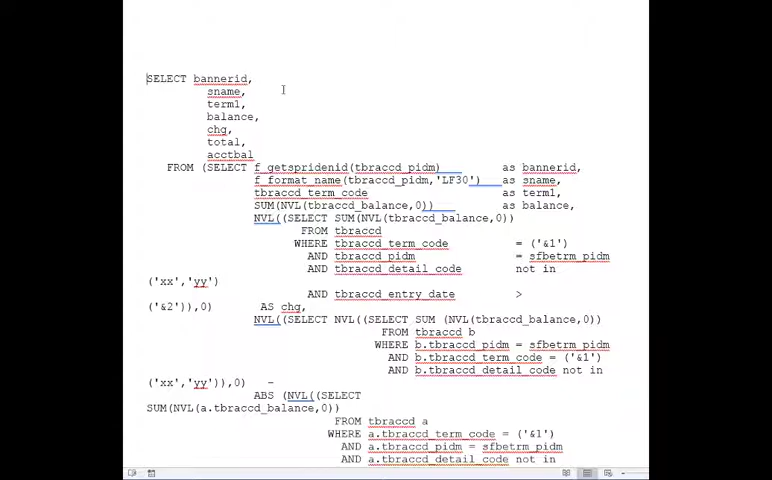 SELECT bannerid,
sname,
term1,
balance,
chg,
total,
acctbal
FROM (SELECT f_getspridenid(tbraccd_pidm) as bannerid,
f_format_name(tbraccd_pidm,'LF30') as sname,
tbraccd_term_code as term1,
SUM(NVL(tbraccd_balance,0)) as balance,
NVL((SELECT SUM(NVL(tbraccd_balance,0))
FROM tbraccd
WHERE tbraccd_term_code = ('&1')
AND tbraccd_pidm = sfbetrm_pidm
AND tbraccd_detail_code not in
('xx','yy')
AND tbraccd_entry_date >
('&2')),0) AS chg,
NVL((SELECT NVL((SELECT SUM (NVL(tbraccd_balance,0))
FROM tbraccd b
WHERE b.tbraccd_pidm = sfbetrm_pidm
AND b.tbraccd_term_code = ('&1')
AND b.tbraccd_detail_code not in
('xx','yy')),0) -
ABS (NVL((SELECT
SUM(NVL(a.tbraccd_balance,0))
FROM tbraccd a
WHERE a.tbraccd_term_code = ('&1')
AND a.tbraccd_pidm = sfbetrm_pidm
AND a.tbraccd_detail_code not in